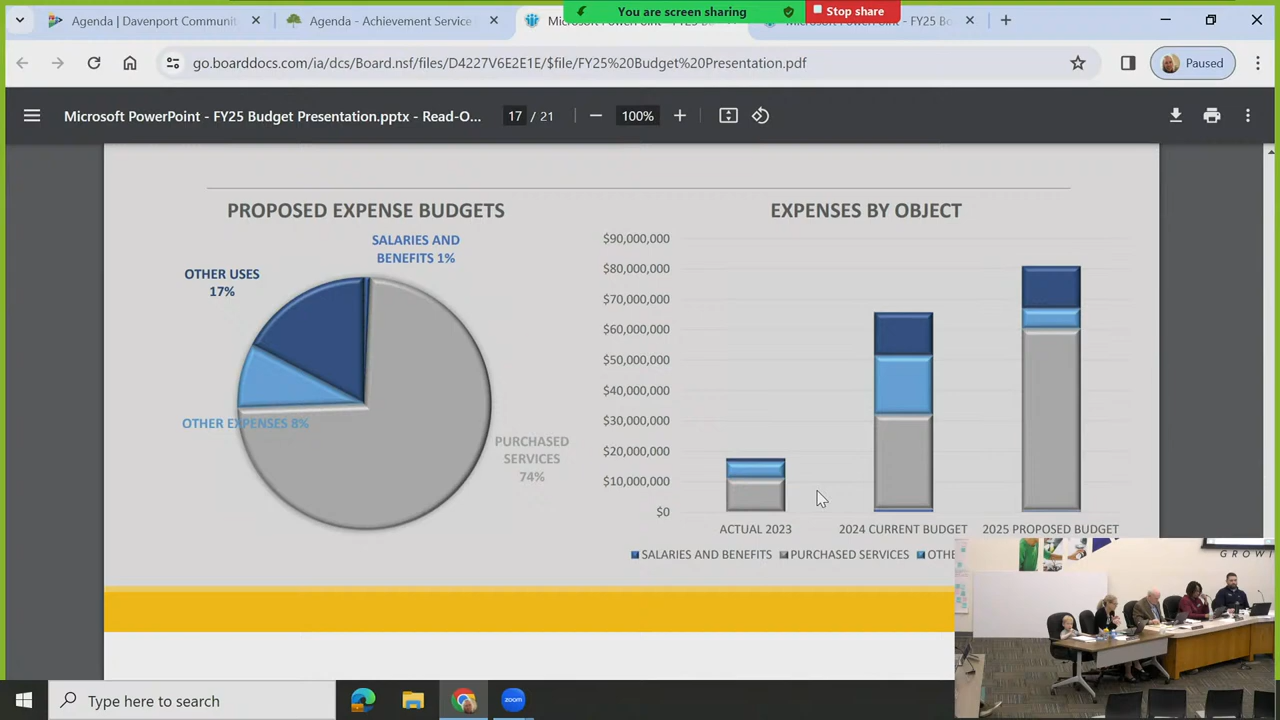 Agenda | Davenport Communit
Agenda - Achievement Service
You are screen sharing
Stop share
go.boarddocs.com/ia/dcs/Board.nsf/files/D4227V6E2E1E/$file/FY25%20Budget%20Presentation.pdf
Paused
Microsoft PowerPoint - FY25 Budget Presentation.pptx - Read-O...
17 / 21
100%
PROPOSED EXPENSE BUDGETS
SALARIES AND
BENEFITS 1%
OTHER USES
17%
OTHER EXPENSES 8%
PURCHASED
SERVICES
74%
EXPENSES BY OBJECT
$90,000,000
$80,000,000
$70,000,000
$60,000,000
$50,000,000
$40,000,000
$30,000,000
$20,000,000
$10,000,000
$0
ACTUAL 2023
2024 CURRENT BUDGET
2025 PROPOSED BUDGET
SALARIES AND BENEFITS
PURCHASED SERVICES
OTHE
GROWI
Type here to search
zoom